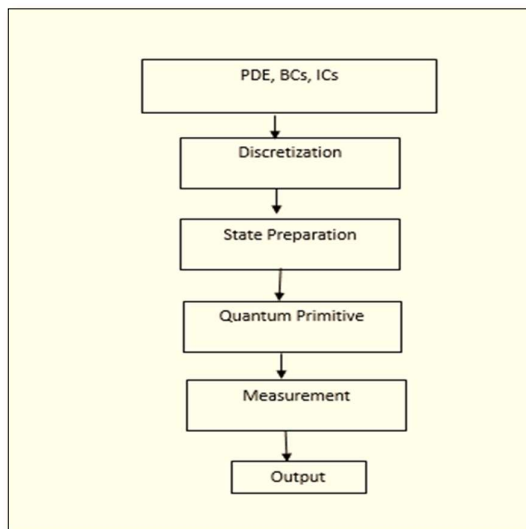 PDE, BCs, ICs
Discretization
State Preparation
Quantum Primitive
Measurement
Output